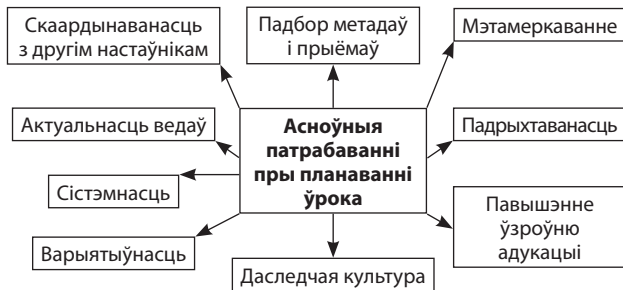 Скаардынаванасць
з другім настаўнікам
Падбор метадаў
і прыёмаў
Мэтамеркаванне
Актуальнасць ведаў
Асноўныя
патрабаванні
пры планаванні
ўрока
Падрыхтаванасць
Сістэмнасць
Павышэнне
ўзроўню
адукацыі
Варыятыўнасць
Даследчая культура